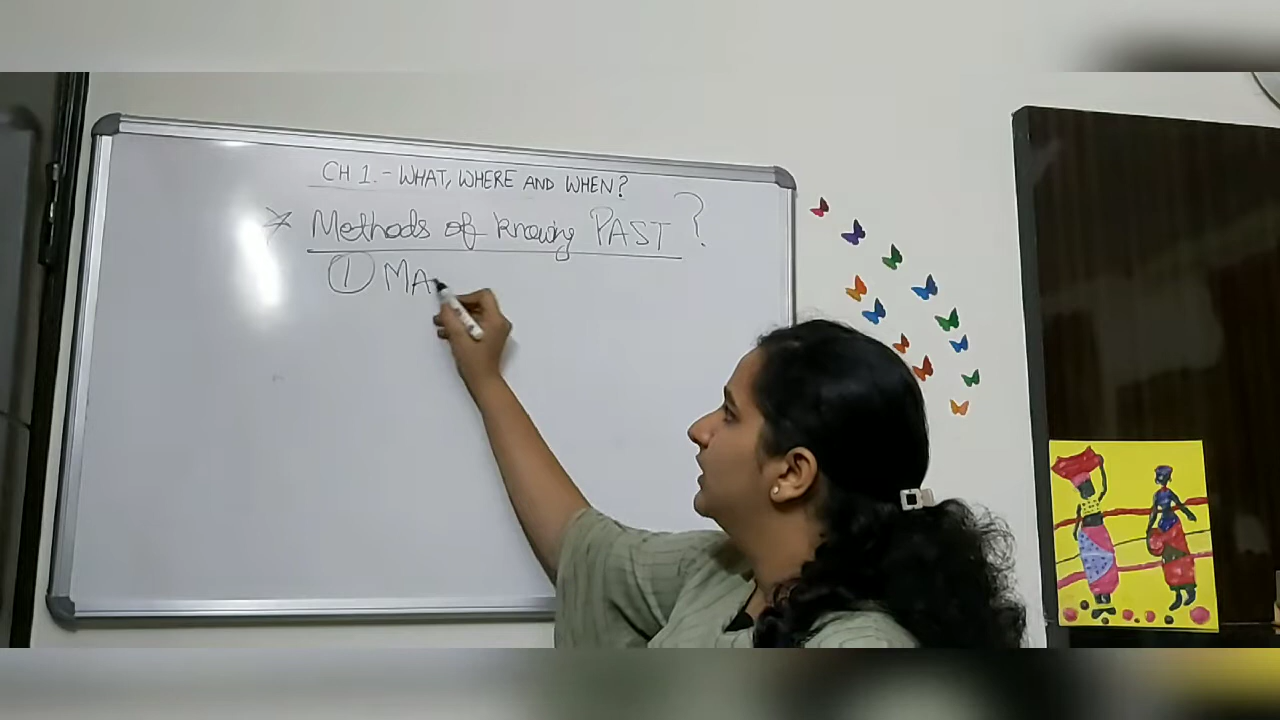 CH 1. - WHAT, WHERE AND WHEN?
* Methods of knowing PAST?
① MA